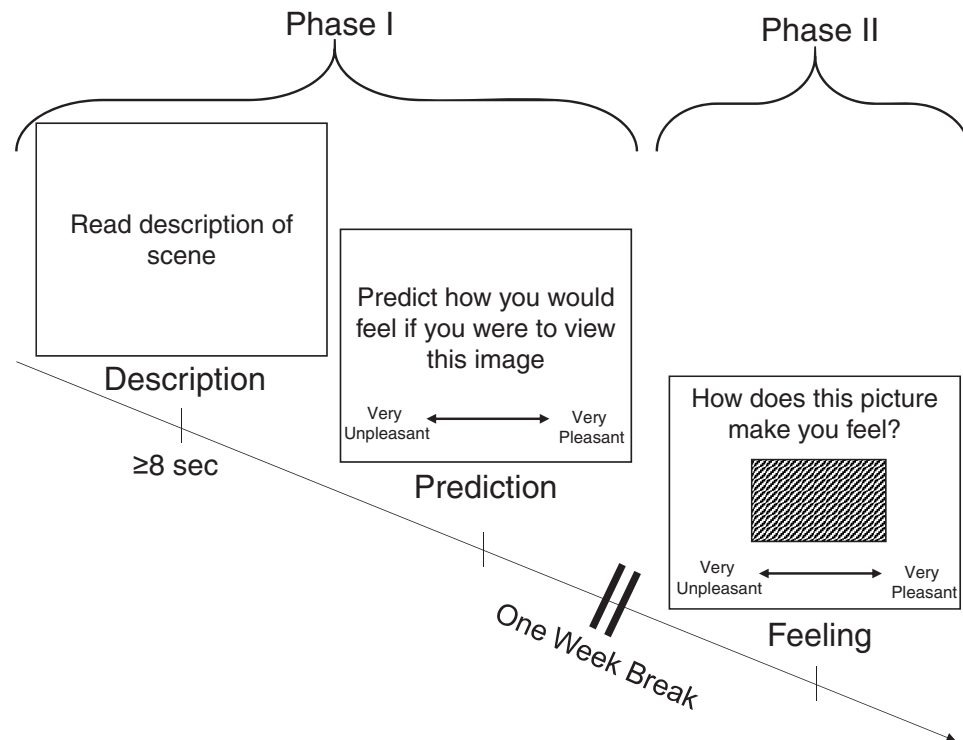 Phase I
Phase II
Read description of
scene
Description
≥8 sec
Predict how you would
feel if you were to view
this image
Very
Unpleasant
Very
Pleasant
Prediction
One Week Break
How does this picture
make you feel?
Very
Unpleasant
Very
Pleasant
Feeling